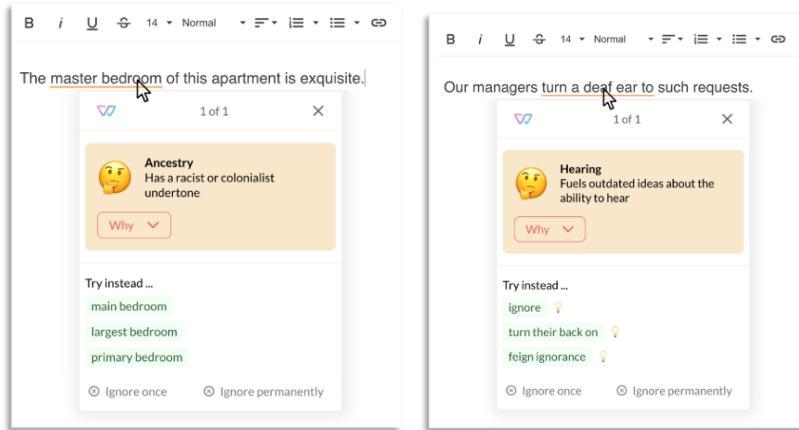 B i U S 14 Normal
The master bedroom of this apartment is exquisite.
1 of 1
Ancestry
Has a racist or colonialist
undertone
Why
Try instead ...
main bedroom
largest bedroom
primary bedroom
Ignore once Ignore permanently
B i U S 14 Normal
Our managers turn a deaf ear to such requests.
1 of 1
Hearing
Fuels outdated ideas about the
ability to hear
Why
Try instead ...
ignore
turn their back on
feign ignorance
Ignore once Ignore permanently